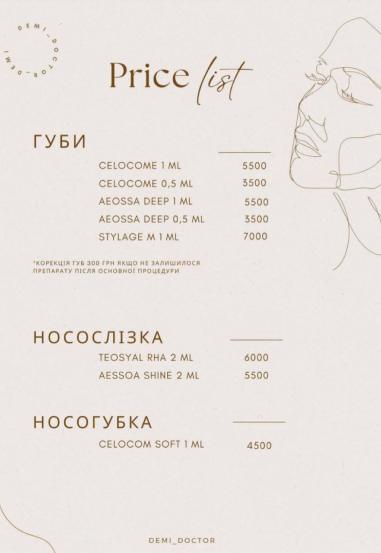 DEMI_DOCTOR_DEMI
Price list
ГУБИ
CELOCOME 1 ML 5500
CELOCOME 0,5 ML 3500
AEOSSA DEEP 1 ML 5500
AEOSSA DEEP 0,5 ML 3500
STYLAGE M 1 ML 7000
*КОРЕКЦІЯ ГУБ 300 ГРН ЯКЩО НЕ ЗАЛИШИЛОСЯ
ПРЕПАРАТУ ПІСЛЯ ОСНОВНОЇ ПРОЦЕДУРИ
НОСОСЛІЗКА
TEOSYAL RHA 2 ML 6000
AESSOA SHINE 2 ML 5500
НОСОГУБКА
CELOCOM SOFT 1 ML 4500
DEMI_DOCTOR